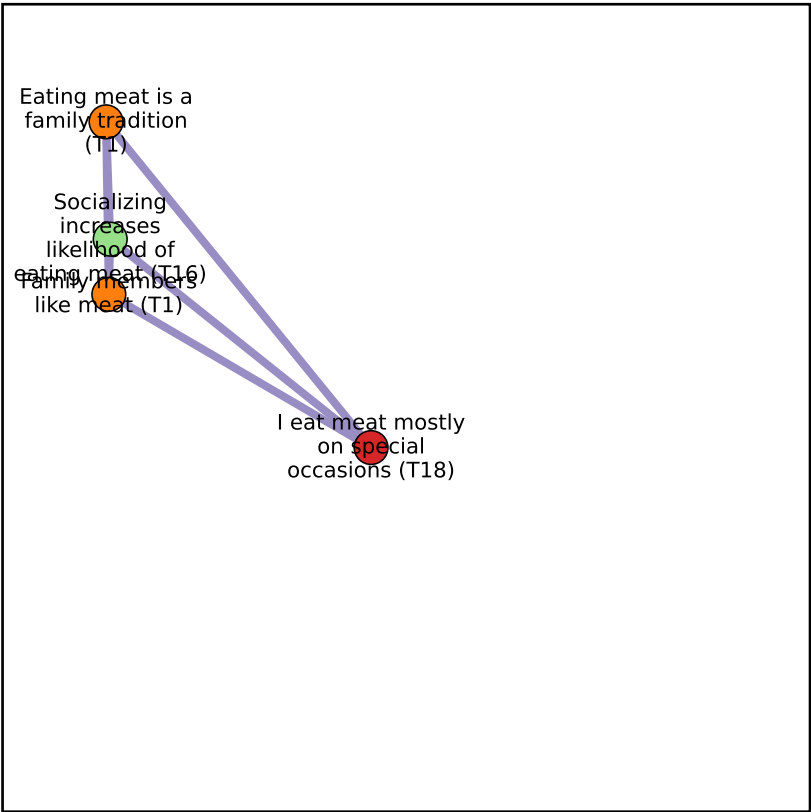 Eating meat is a
family tradition
(T1)
Socializing
increases
likelihood of
eating meat (T16)
Family members
like meat (T1)
I eat meat mostly
on special
occasions (T18)